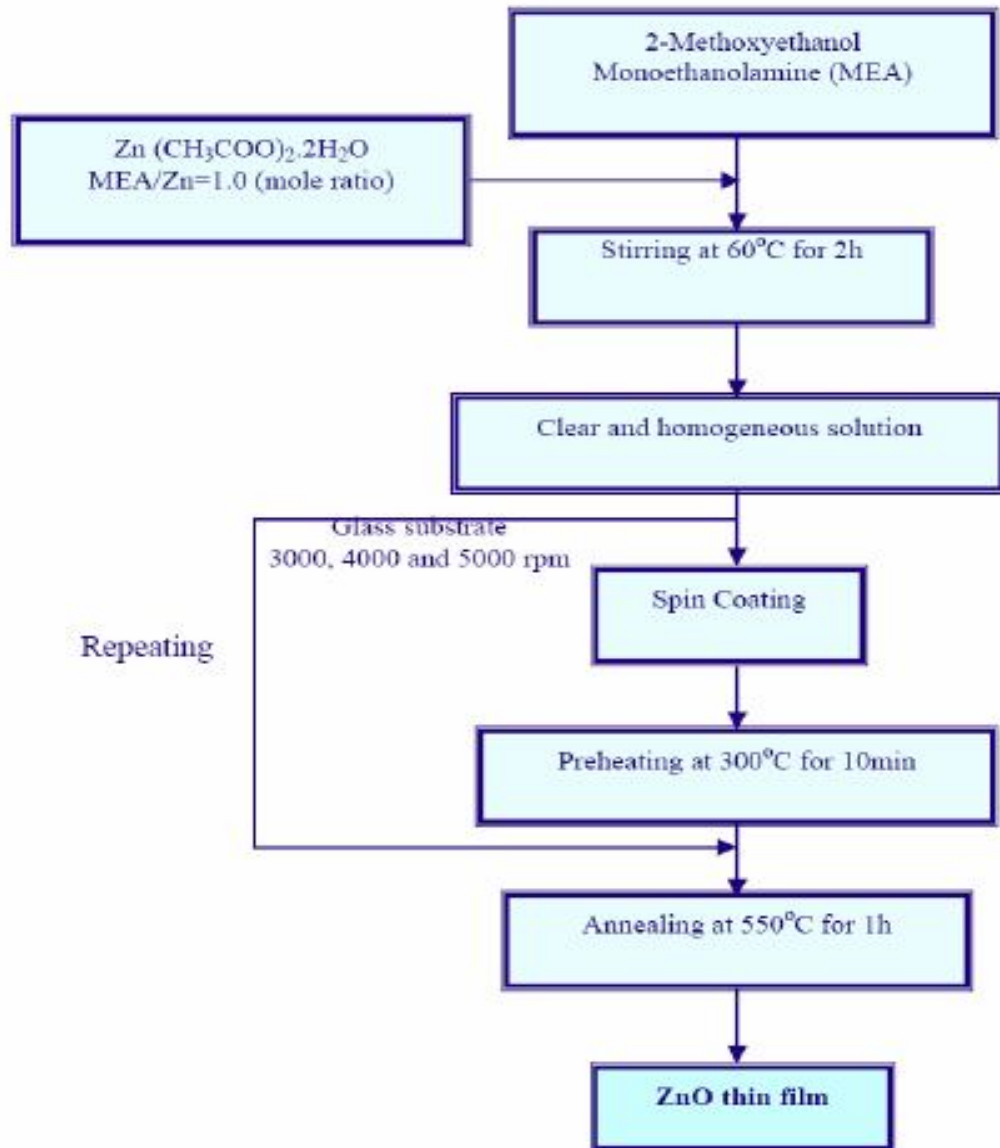 2-Methoxyethanol
Monoethanolamine (MEA)
Zn (CH₃COO)₂.2H₂O
MEA/Zn=1.0 (mole ratio)
Stirring at 60°C for 2h
Clear and homogeneous solution
Glass substrate
3000, 4000 and 5000 rpm
Spin Coating
Repeating
Preheating at 300°C for 10min
Annealing at 550°C for 1h
ZnO thin film